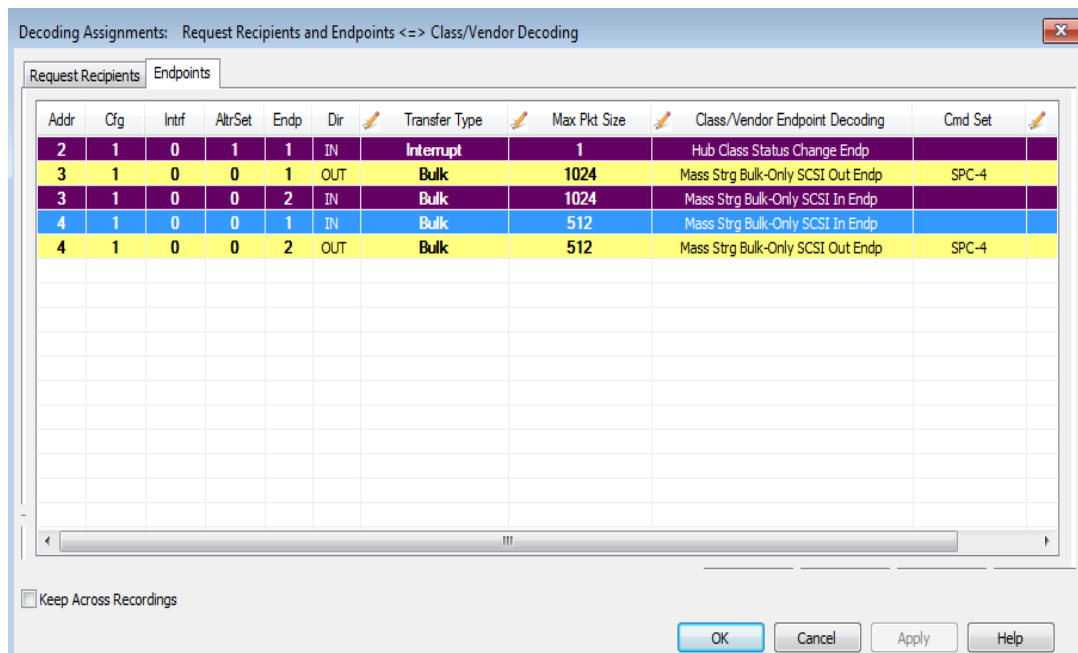 Decoding Assignments: Request Recipients and Endpoints <=> Class/Vendor Decoding
Request Recipients Endpoints
Addr Cfg Intrf AltrSet Endp Dir Transfer Type Max Pkt Size Class/Vendor Endpoint Decoding Cmd Set
2 1 0 1 1 IN Interrupt 1 Hub Class Status Change Endp
3 1 0 0 1 OUT Bulk 1024 Mass Strg Bulk-Only SCSI Out Endp SPC-4
3 1 0 0 2 IN Bulk 1024 Mass Strg Bulk-Only SCSI In Endp
4 1 0 0 1 IN Bulk 512 Mass Strg Bulk-Only SCSI In Endp
4 1 0 0 2 OUT Bulk 512 Mass Strg Bulk-Only SCSI Out Endp SPC-4
Keep Across Recordings
OK Cancel Apply Help